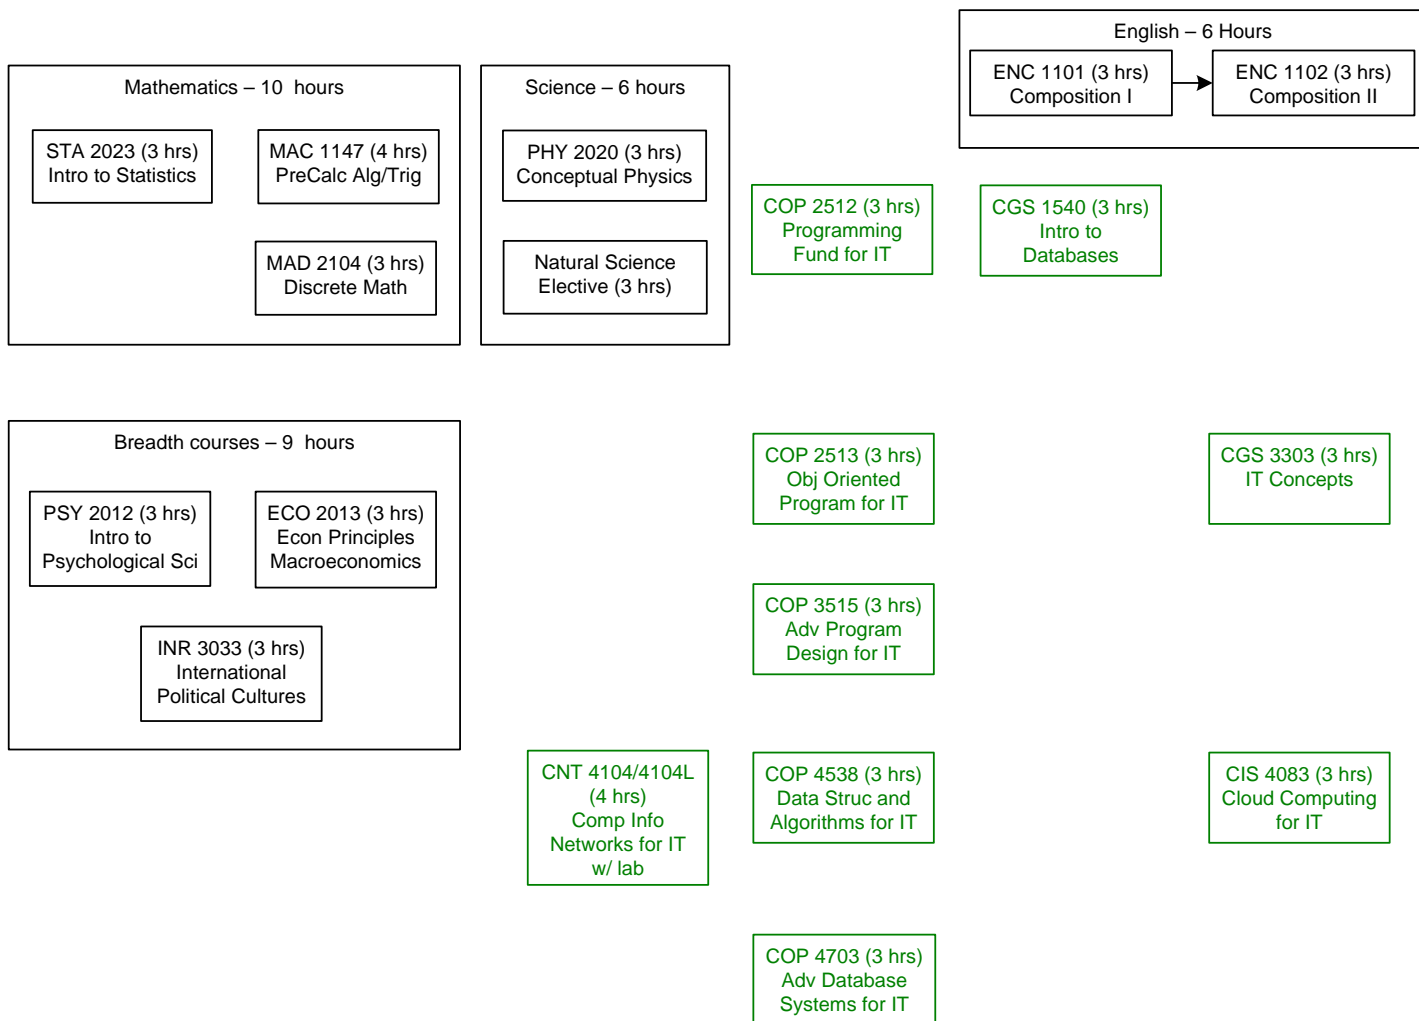 English – 6 Hours
ENC 1101 (3 hrs)
Composition I
ENC 1102 (3 hrs)
Composition II
Mathematics – 10 hours
STA 2023 (3 hrs)
Intro to Statistics
MAC 1147 (4 hrs)
PreCalc Alg/Trig
MAD 2104 (3 hrs)
Discrete Math
Science – 6 hours
PHY 2020 (3 hrs)
Conceptual Physics
Natural Science
Elective (3 hrs)
COP 2512 (3 hrs)
Programming
Fund for IT
CGS 1540 (3 hrs)
Intro to
Databases
Breadth courses – 9 hours
PSY 2012 (3 hrs)
Intro to
Psychological Sci
ECO 2013 (3 hrs)
Econ Principles
Macroeconomics
INR 3033 (3 hrs)
International
Political Cultures
COP 2513 (3 hrs)
Obj Oriented
Program for IT
CGS 3303 (3 hrs)
IT Concepts
COP 3515 (3 hrs)
Adv Program
Design for IT
CNT 4104/4104L
(4 hrs)
Comp Info
Networks for IT
w/ lab
COP 4538 (3 hrs)
Data Struc and
Algorithms for IT
CIS 4083 (3 hrs)
Cloud Computing
for IT
COP 4703 (3 hrs)
Adv Database
Systems for IT